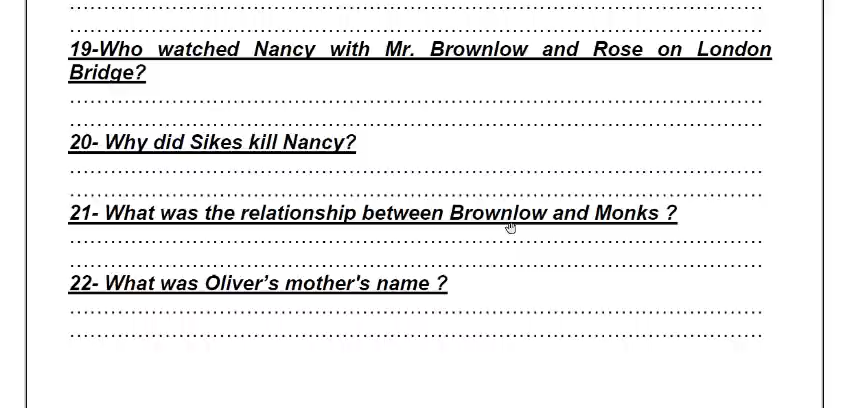 19-Who watched Nancy with Mr. Brownlow and Rose on London
Bridge?
20- Why did Sikes kill Nancy?
21- What was the relationship between Brownlow and Monks ?
22- What was Oliver’s mother's name ?